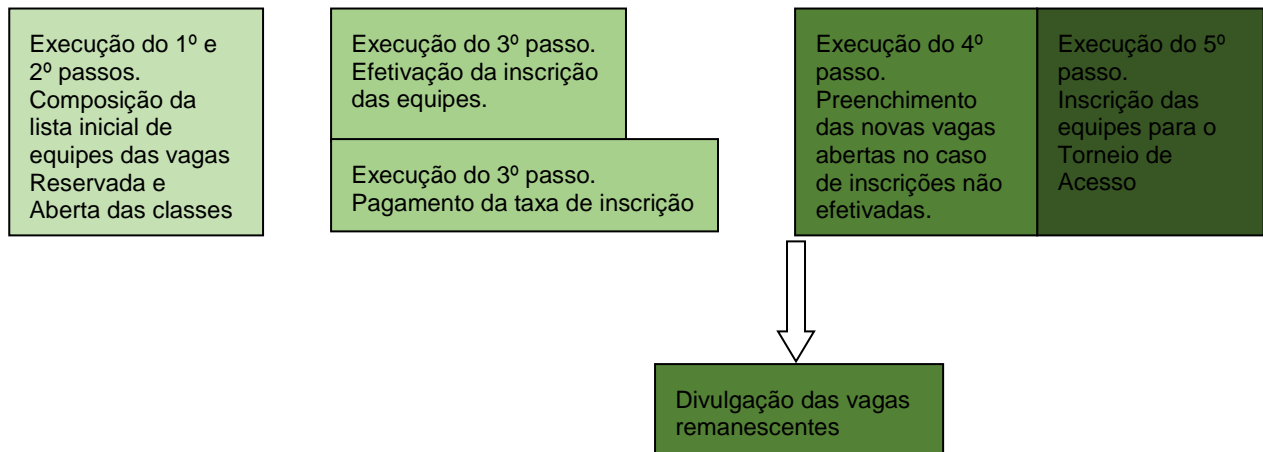 Execução do 1º e
2º passos.
Composição da
lista inicial de
equipes das vagas
Reservada e
Aberta das classes
Execução do 3º passo.
Efetivação da inscrição
das equipes.
Execução do 3º passo.
Pagamento da taxa de inscrição
Execução do 4º
passo.
Preenchimento
das novas vagas
abertas no caso
de inscrições não
efetivadas.
Execução do 5º
passo.
Inscrição das
equipes para o
Torneio de
Acesso
Divulgação das vagas
remanescentes